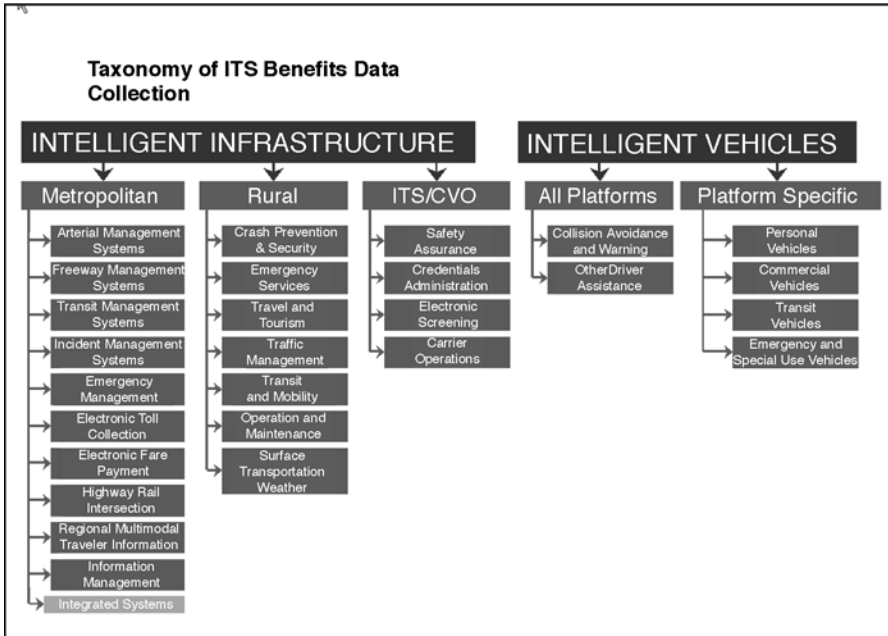 Taxonomy of ITS Benefits Data
Collection
INTELLIGENT INFRASTRUCTURE
INTELLIGENT VEHICLES
Metropolitan
Arterial Management
Systems
Freeway Management
Systems
Transit Management
Systems
Incident Management
Systems
Emergency
Management
Electronic Toll
Collection
Electronic Fare
Payment
Highway Rail
Intersection
Regional Multimodal
Traveler Information
Information
Management
Integrated Systems
Rural
Crash Prevention
& Security
Emergency
Services
Travel and
Tourism
Traffic
Management
Transit
and Mobility
Operation and
Maintenance
Surface
Transportation
Weather
ITS/CVO
Safety
Assurance
Credentials
Administration
Electronic
Screening
Carrier
Operations
All Platforms
Collision Avoidance
and Warning
OtherDriver
Assistance
Platform Specific
Personal
Vehicles
Commercial
Vehicles
Transit
Vehicles
Emergency and
Special Use Vehicles